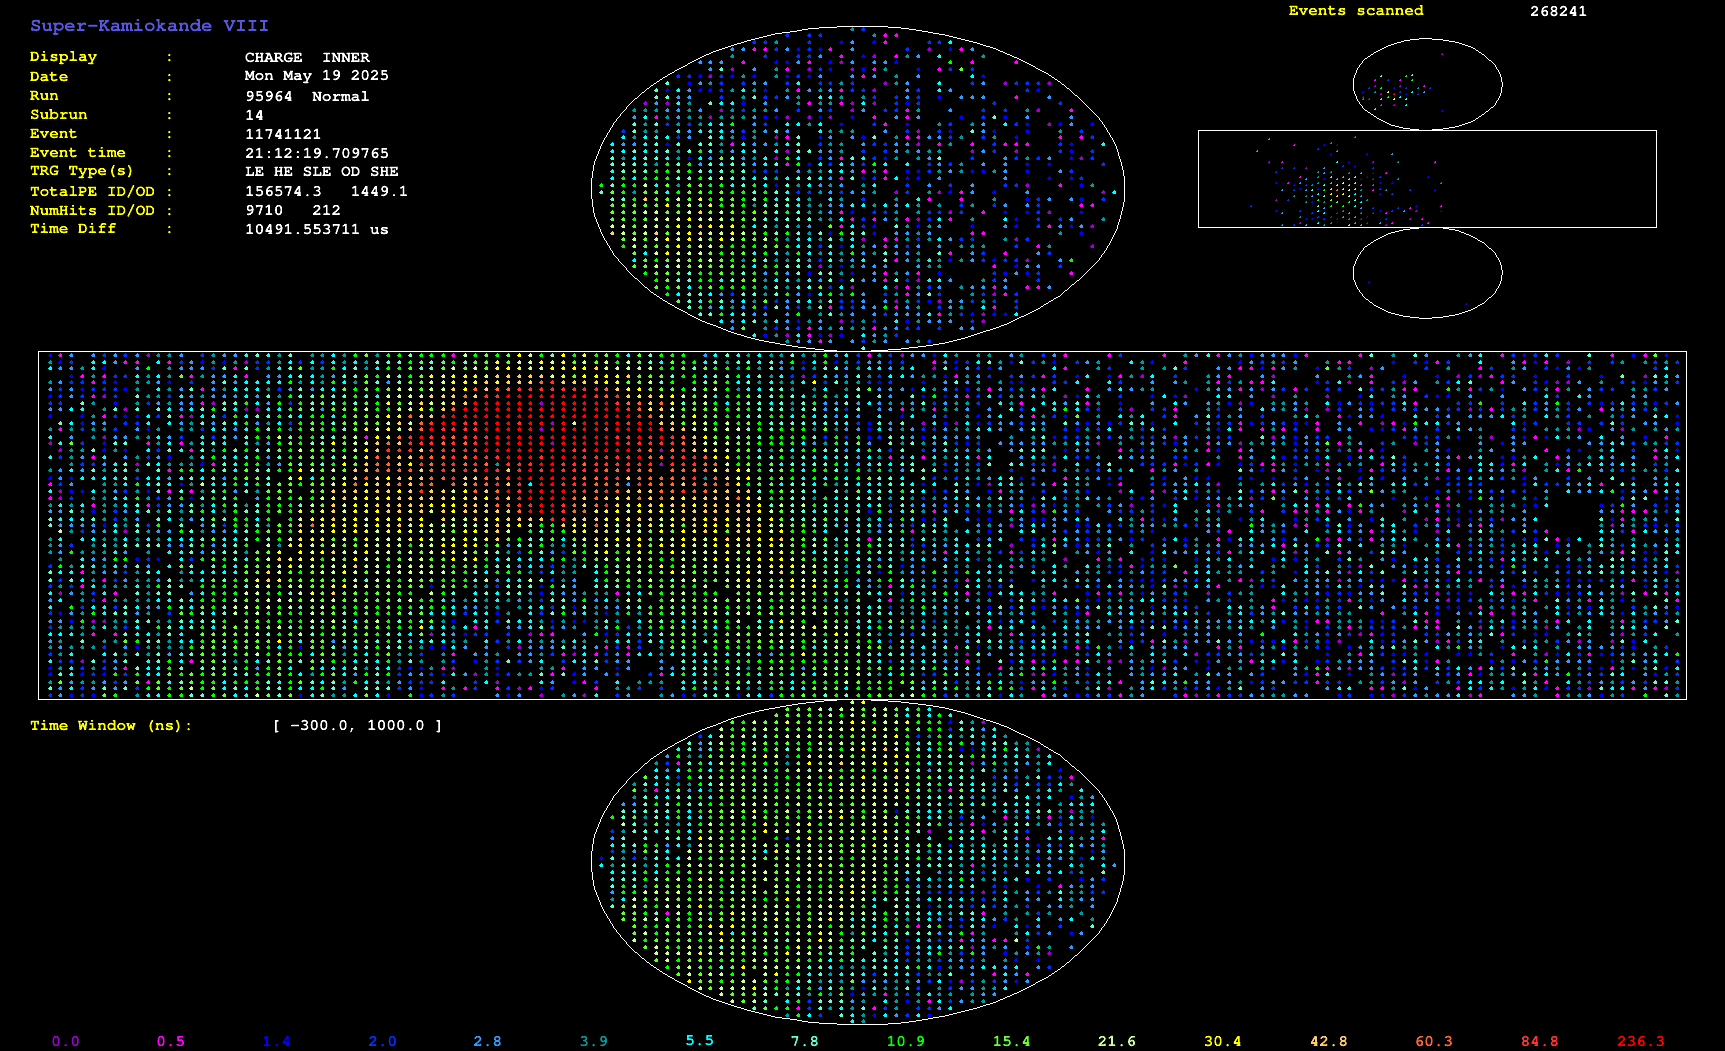 Super-Kamiokande VIII
Events scanned 268241
Display : CHARGE INNER
Date : Mon May 19 2025
Run : 95964 Normal
Subrun : 14
Event : 11741121
Event time : 21:12:19.709765
TRG Type(s) : LE HE SLE OD SHE
TotalPE ID/OD : 156574.3 1449.1
NumHits ID/OD : 9710 212
Time Diff : 10491.553711 us
Time Window (ns): [ -300.0, 1000.0 ]
0.0 0.5 1.4 2.0 2.8 3.9 5.5 7.8 10.9 15.4 21.6 30.4 42.8 60.3 84.8 236.3